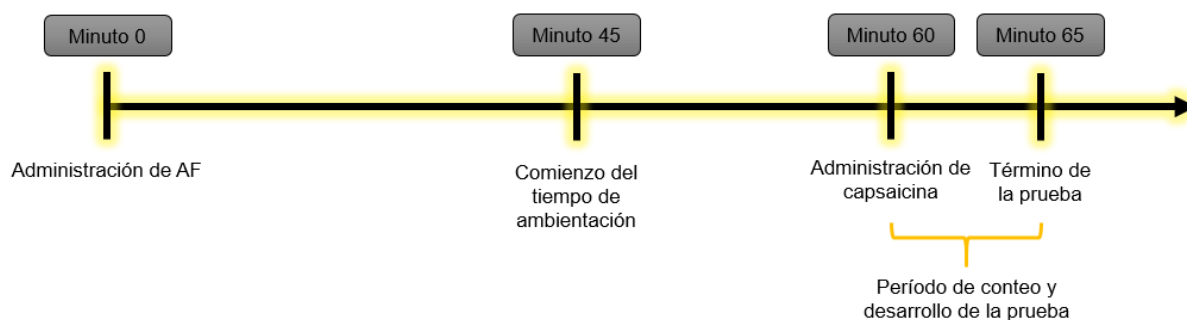 Minuto 0
Minuto 45
Minuto 60
Minuto 65
Administración de AF
Comienzo del
tiempo de
ambientación
Administración de
capsaicina
Término de
la prueba
Período de conteo y
desarrollo de la prueba